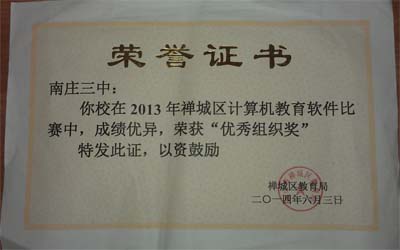 荣誉证书
南庄三中:
你校在2013年禅城区计算机教育软件比
赛中,成绩优异,荣获“优秀组织奖”
特发此证,以资鼓励
禅城区教育局
二〇一四年六月三日